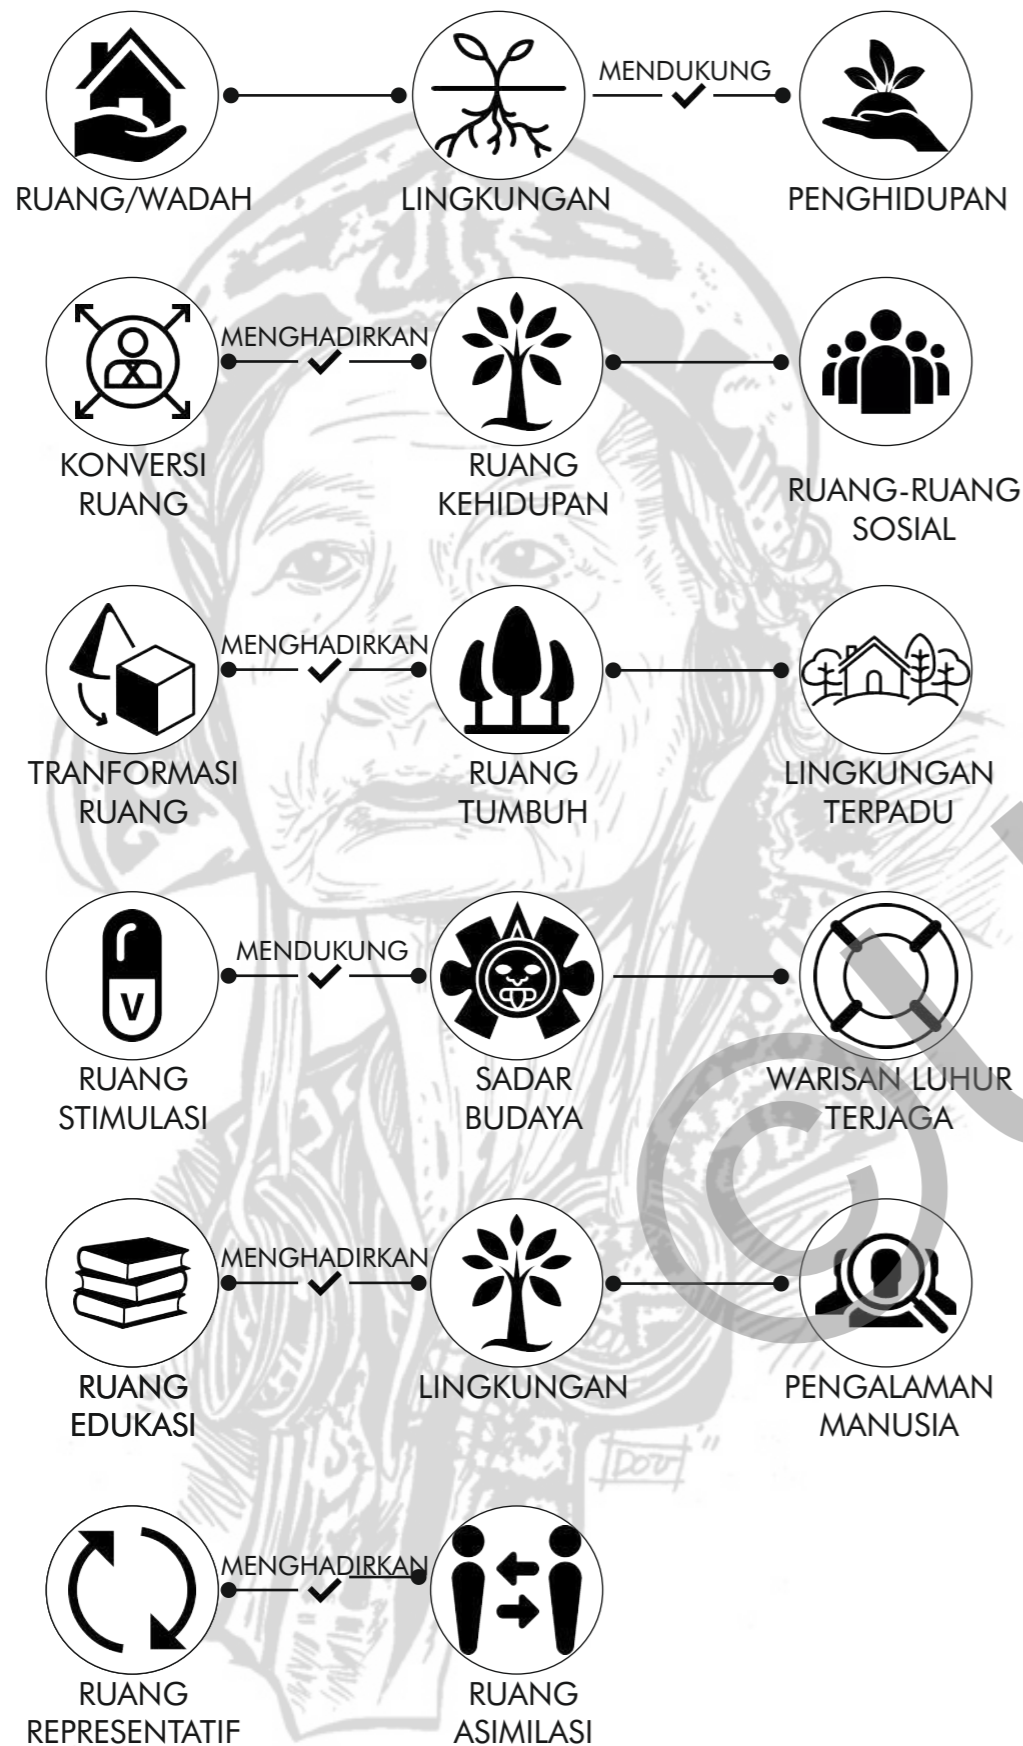 MENDUKUNG
RUANG/WADAH
LINGKUNGAN
PENGHIDUPAN
MENGHADIRKAN
KONVERSI
RUANG
RUANG
KEHIDUPAN
RUANG-RUANG
SOSIAL
MENGHADIRKAN
TRANFORMASI
RUANG
RUANG
TUMBUH
LINGKUNGAN
TERPADU
MENDUKUNG
V
RUANG
STIMULASI
SADAR
BUDAYA
WARISAN LUHUR
TERJAGA
MENGHADIRKAN
RUANG
EDUKASI
LINGKUNGAN
PENGALAMAN
MANUSIA
MENGHADIRKAN
RUANG
REPRESENTATIF
RUANG
ASIMILASI